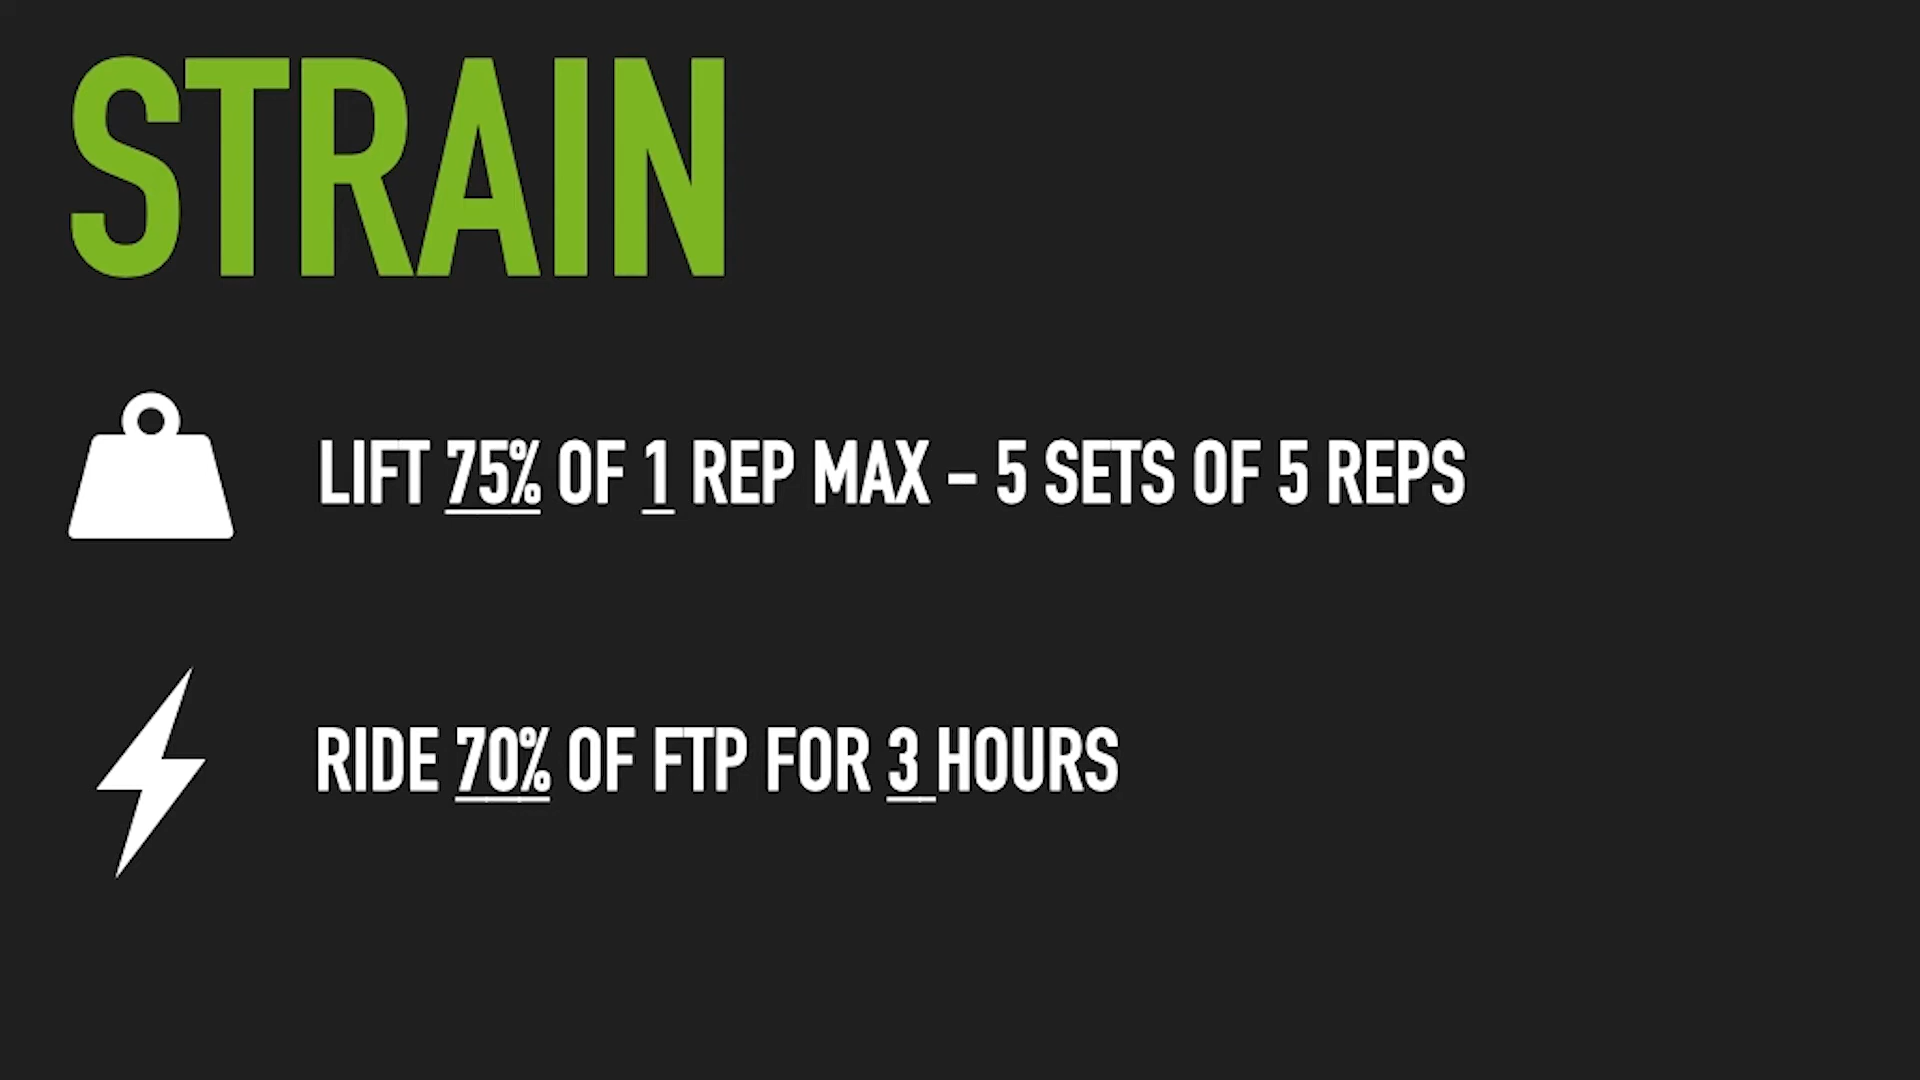 STRAIN
LIFT 75% OF 1 REP MAX – 5 SETS OF 5 REPS
RIDE 70% OF FTP FOR 3 HOURS